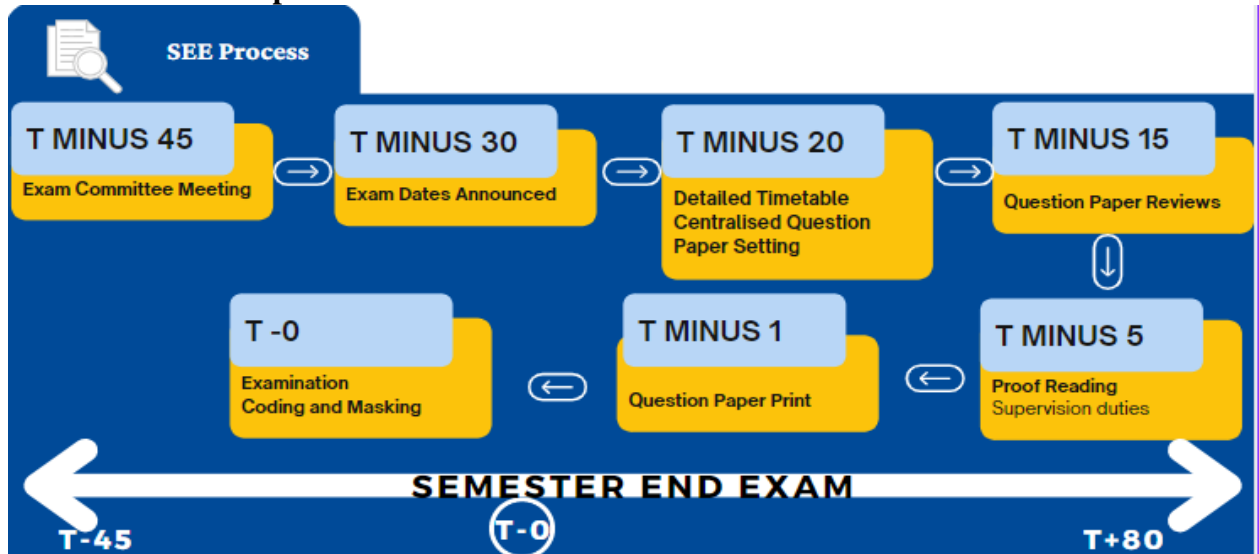 SEE Process
T MINUS 45
Exam Committee Meeting
T MINUS 30
Exam Dates Announced
T MINUS 20
Detailed Timetable
Centralised Question
Paper Setting
T MINUS 15
Question Paper Reviews
T MINUS 5
Proof Reading
Supervision duties
T MINUS 1
Question Paper Print
T -0
Examination
Coding and Masking
SEMESTER END EXAM
T-45
T-0
T+80